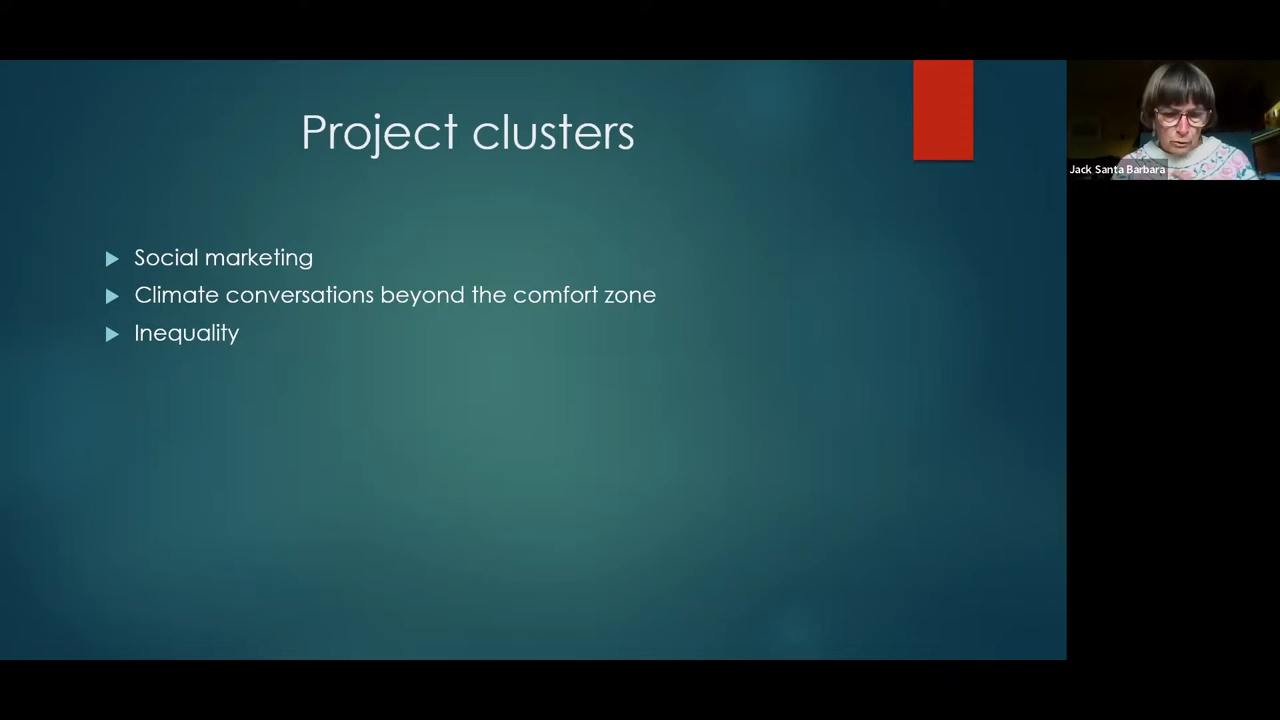 Project clusters
Social marketing
Climate conversations beyond the comfort zone
Inequality
Jack Santa Barbara